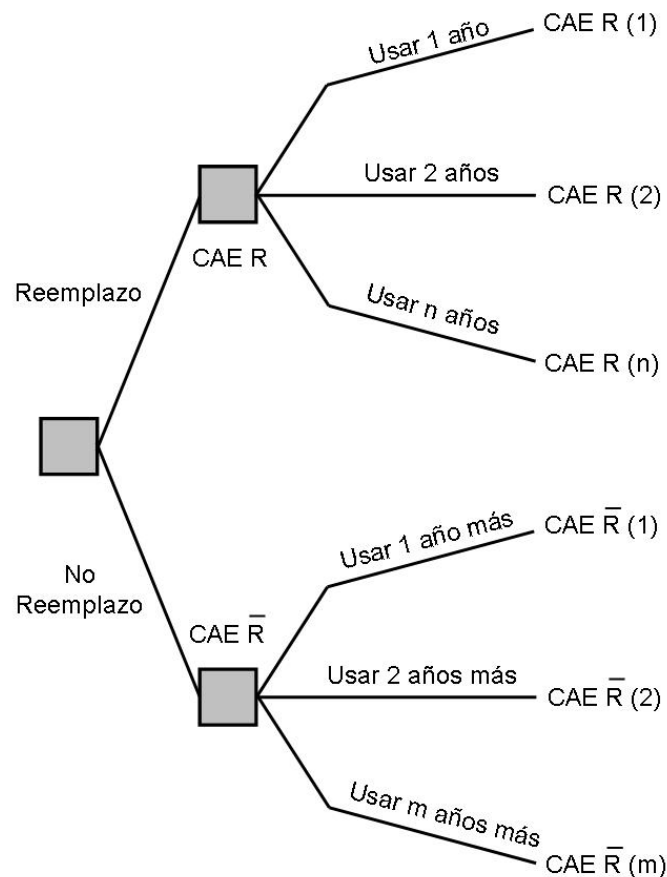 Usar 1 año
CAE R (1)
Usar 2 años
CAE R (2)
CAE R
Reemplazo
Usar n años
CAE R (n)
No
Reemplazo
CAE R̅
Usar 1 año más
CAE R̅ (1)
Usar 2 años más
CAE R̅ (2)
Usar m años más
CAE R̅ (m)